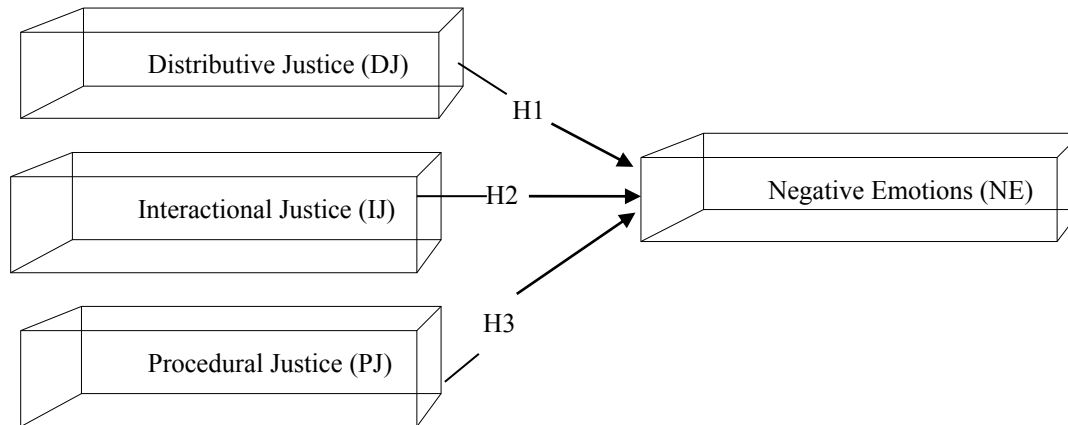 Distributive Justice (DJ)
H1
Negative Emotions (NE)
Interactional Justice (IJ)
H2
H3
Procedural Justice (PJ)